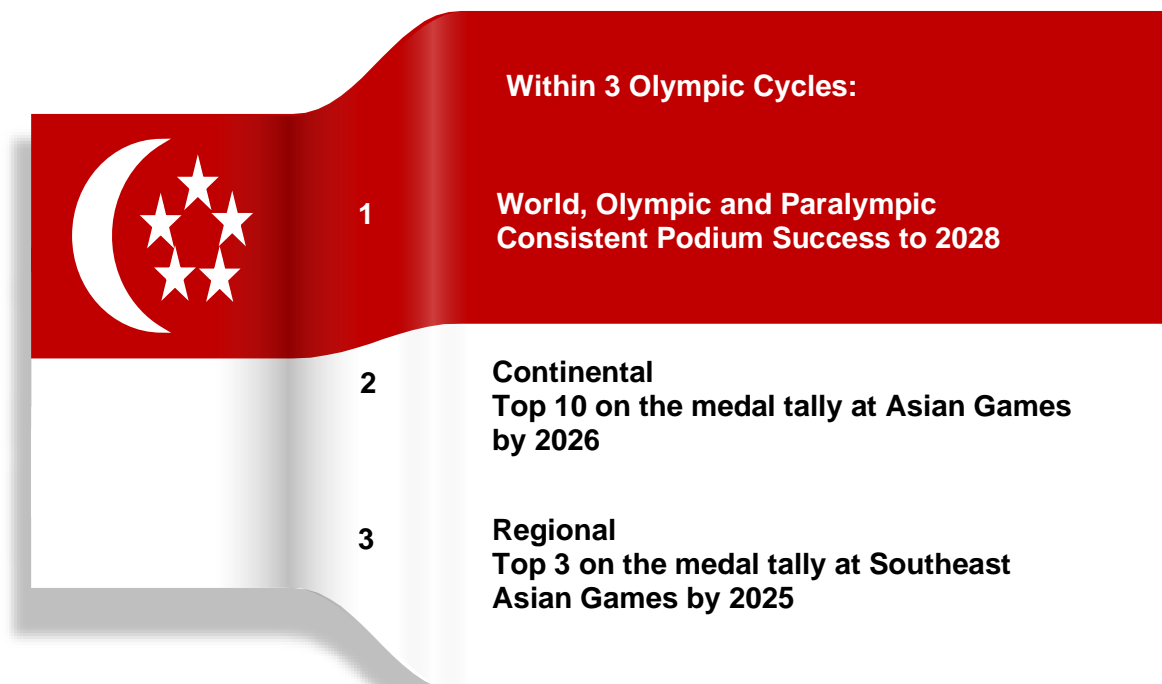 Within 3 Olympic Cycles:
1
World, Olympic and Paralympic
Consistent Podium Success to 2028
2
Continental
Top 10 on the medal tally at Asian Games
by 2026
3
Regional
Top 3 on the medal tally at Southeast
Asian Games by 2025